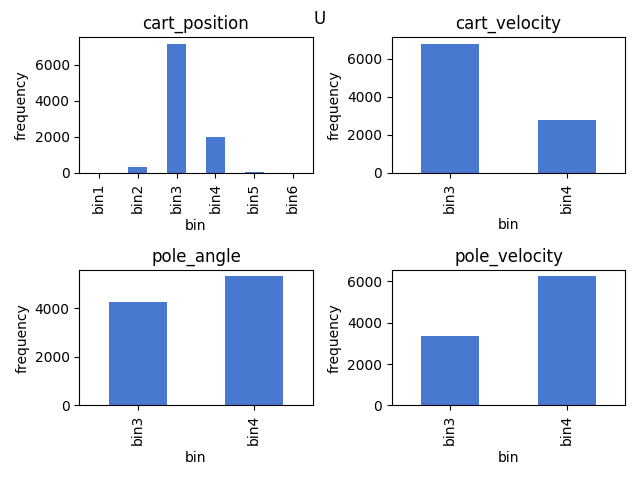 U
cart_position
frequency
6000
4000
2000
0
bin1
bin2
bin3
bin4
bin5
bin6
bin
cart_velocity
frequency
6000
4000
2000
0
bin3
bin4
bin
pole_angle
frequency
4000
2000
0
bin3
bin4
bin
pole_velocity
frequency
6000
4000
2000
0
bin3
bin4
bin